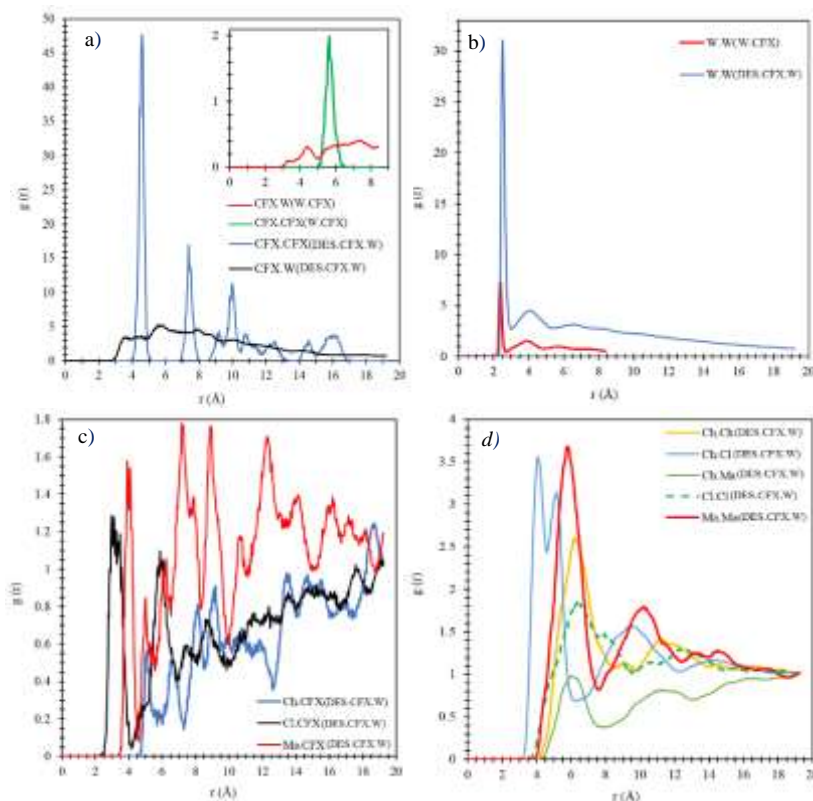 a)
50
45
40
35
30
25
20
15
10
5
0
g (r)
0 2 4 6 8 10 12 14 16 18 20
r (Å)
2
1
0
0 2 4 6 8
CFX.W(W.CFX)
CFX.CFX(W.CFX)
CFX.CFX(DES.CFX.W)
CFX.W(DES.CFX.W)
b)
30
25
20
15
10
5
0
g (r)
0 2 4 6 8 10 12 14 16 18 20
r (Å)
W.W(W.CFX)
W.W(DES.CFX.W)
c)
1.8
1.6
1.4
1.2
1
0.8
0.6
0.4
0.2
0
g (r)
0 2 4 6 8 10 12 14 16 18 20
r (Å)
Ch.CFX(DES.CFX.W)
Cl.CFX(DES.CFX.W)
Ma.CFX(DES.CFX.W)
d)
4
3.5
3
2.5
2
1.5
1
0.5
0
g (r)
0 2 4 6 8 10 12 14 16 18 20
r (Å)
Ch.Ch(DES.CFX.W)
Ch.Cl(DES.CFX.W)
Ch.Ma(DES.CFX.W)
Cl.Cl(DES.CFX.W)
Ma.Ma(DES.CFX.W)